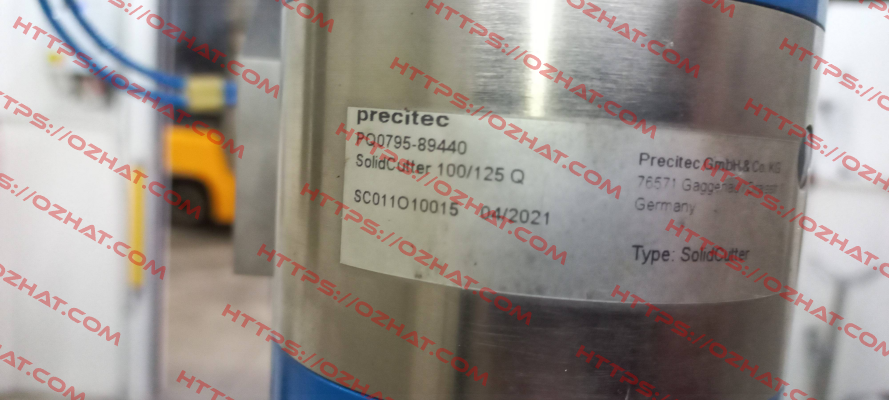 precitec
PQ0795-89440
SolidCutter 100/125 Q
SC011O10015 04/2021
Precitec GmbH & Co. KG
76571 Gaggenau
Germany
Type: SolidCutter
HTTPS://OZHAT.COM